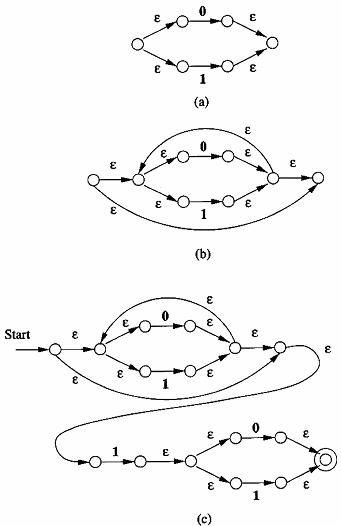 ε 0 ε
ε 1 ε
(a)
ε
0
ε ε ε ε
ε ε 1 ε
(b)
ε
Start ε ε 0 ε ε ε
ε ε 1 ε
1 ε ε 0 ε
ε 1 ε
(c)